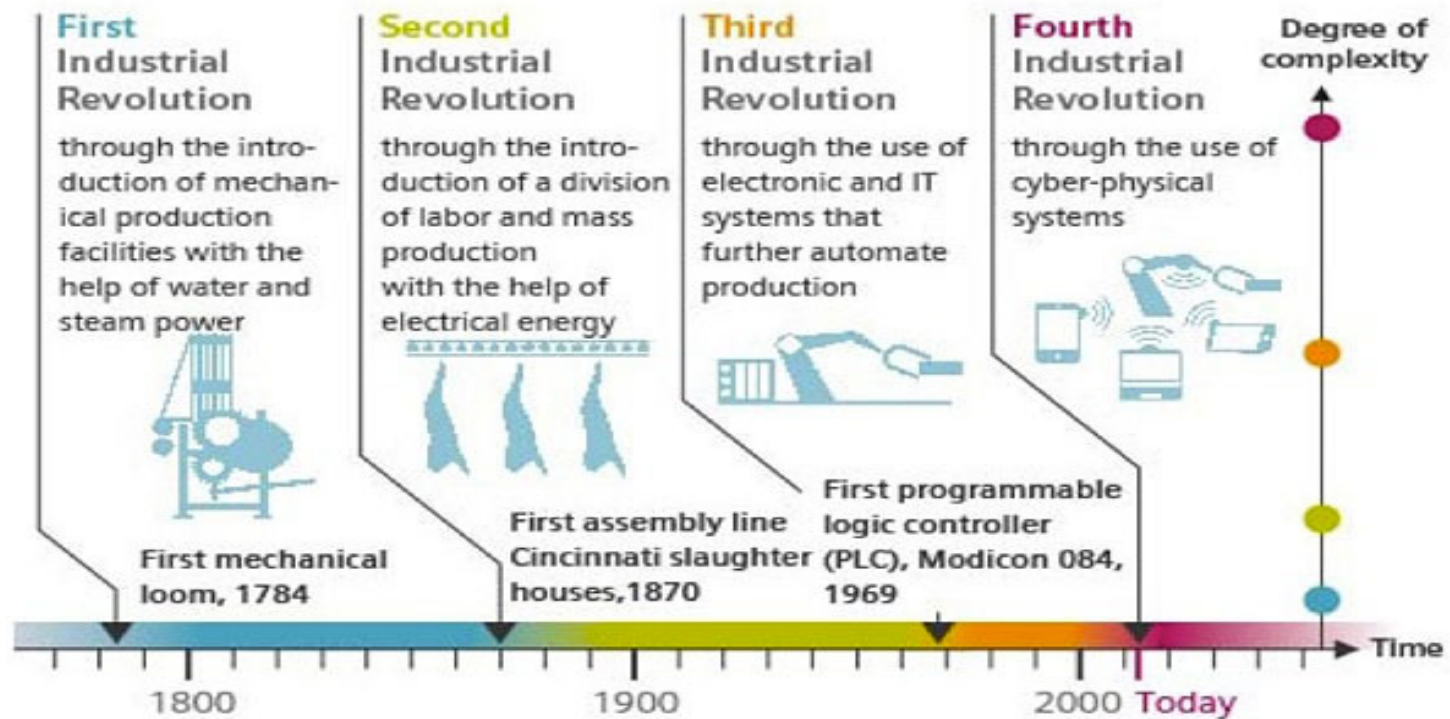 First
Industrial
Revolution
through the intro-
duction of mechan-
ical production
facilities with the
help of water and
steam power
First mechanical
loom, 1784
Second
Industrial
Revolution
through the intro-
duction of a division
of labor and mass
production
with the help of
electrical energy
First assembly line
Cincinnati slaughter
houses,1870
Third
Industrial
Revolution
through the use of
electronic and IT
systems that
further automate
production
First programmable
logic controller
(PLC), Modicon 084,
1969
Fourth
Industrial
Revolution
through the use of
cyber-physical
systems
Degree of
complexity
Time
1800
1900
2000
Today